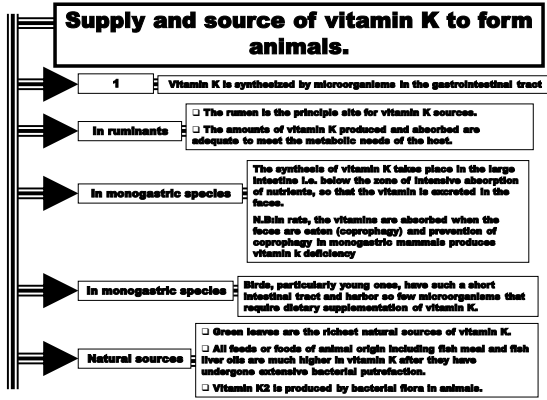 Supply and source of vitamin K to form
animals.
1
Vitamin K is synthesized by microorganisms in the gastrointestinal tract
In ruminants
❑ The rumen is the principle site for vitamin K sources.
❑ The amounts of vitamin K produced and absorbed are
adequate to meet the metabolic needs of the host.
In monogastric species
The synthesis of vitamin K takes place in the large
intestine i.e. below the zone of intensive absorption
of nutrients, so that the vitamin is excreted in the
faces.
N.B:In rats, the vitamins are absorbed when the
feces are eaten (coprophagy) and prevention of
coprophagy in monogastric mammals produces
vitamin k deficiency
In monogastric species
Birds, particularly young ones, have such a short
intestinal tract and harbor so few microorganisms that
require dietary supplementation of vitamin K.
Natural sources
❑ Green leaves are the richest natural sources of vitamin K.
❑ All feeds or foods of animal origin including fish meal and fish
liver oils are much higher in vitamin K after they have
undergone extensive bacterial putrefaction.
❑ Vitamin K2 is produced by bacterial flora in animals.